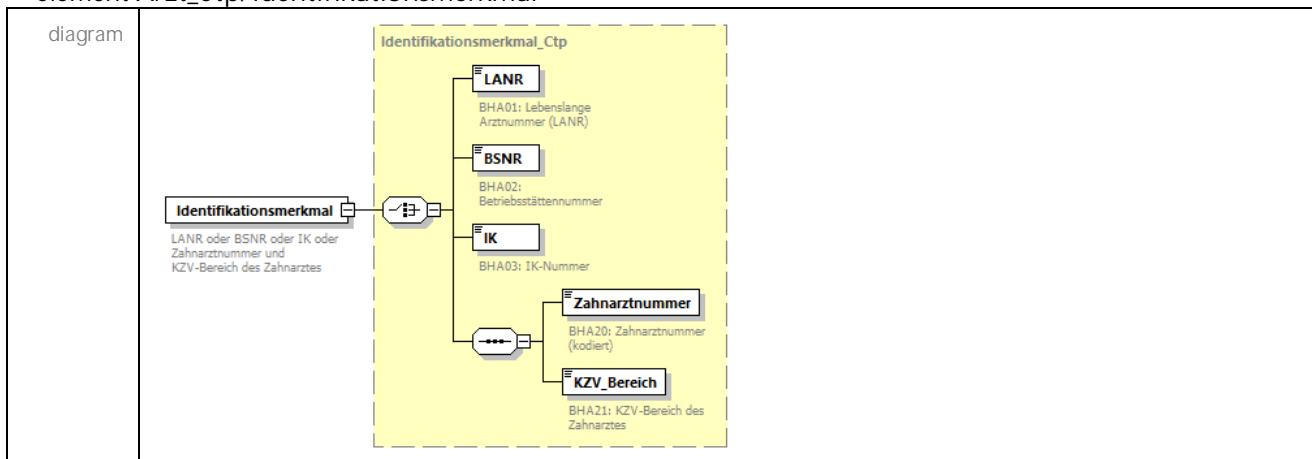 diagram
Identifikationsmerkmal_Ctp
LANR
BHA01: Lebenslange
Arztnummer (LANR)
BSNR
BHA02:
Betriebsstättennummer
Identifikationsmerkmal
LANR oder BSNR oder IK oder
Zahnarztnummer und
KZV-Bereich des Zahnarztes
IK
BHA03: IK-Nummer
Zahnarztnummer
BHA20: Zahnarztnummer
(kodiert)
KZV_Bereich
BHA21: KZV-Bereich des
Zahnarztes